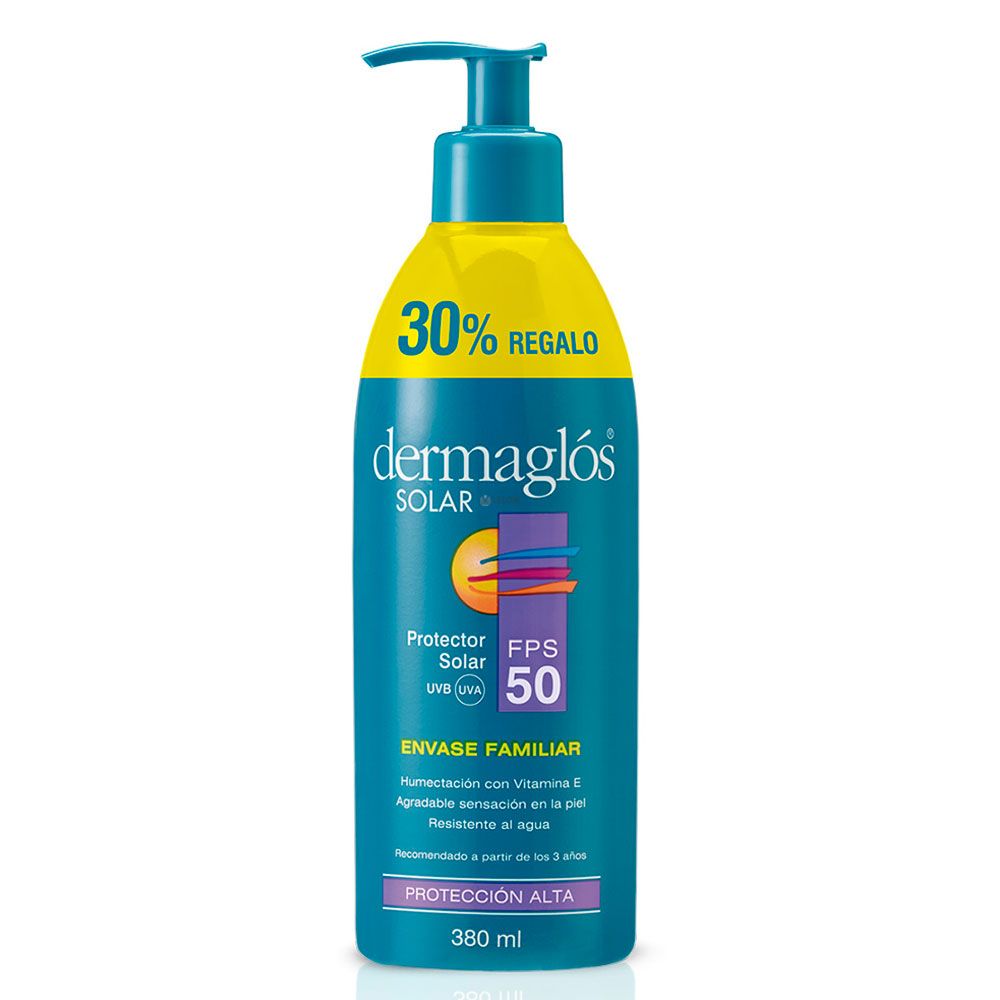 30% REGALO
dermaglós®
SOLAR
Protector
Solar
UVB UVA
FPS
50
ENVASE FAMILIAR
Humectación con Vitamina E
Agradable sensación en la piel
Resistente al agua
Recomendado a partir de los 3 años
PROTECCIÓN ALTA
380 ml